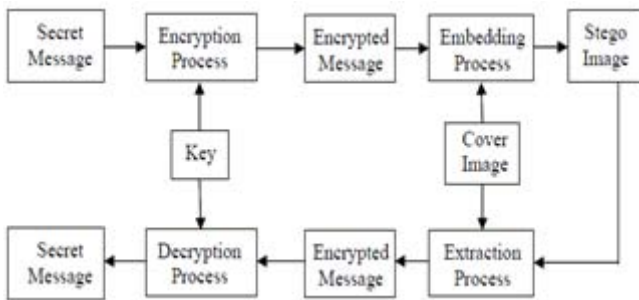 Secret
Message
Encryption
Process
Encrypted
Message
Embedding
Process
Stego
Image
Key
Cover
Image
Secret
Message
Decryption
Process
Encrypted
Message
Extraction
Process